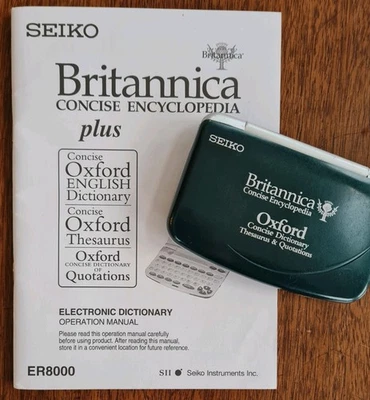 SEIKO
Britannica
Britannica
CONCISE ENCYCLOPEDIA
plus
Concise
Oxford
ENGLISH
Dictionary
Concise
Oxford
Thesaurus
Oxford
CONCISE DICTIONARY
OF
Quotations
ELECTRONIC DICTIONARY
OPERATION MANUAL
Please read this operation manual carefully
before using product. After reading this manual,
store it in a convenient location for future reference.
ER8000
SII Seiko Instruments Inc.
SEIKO
Britannica
Concise Encyclopedia
Oxford
Concise Dictionary
Thesaurus & Quotations